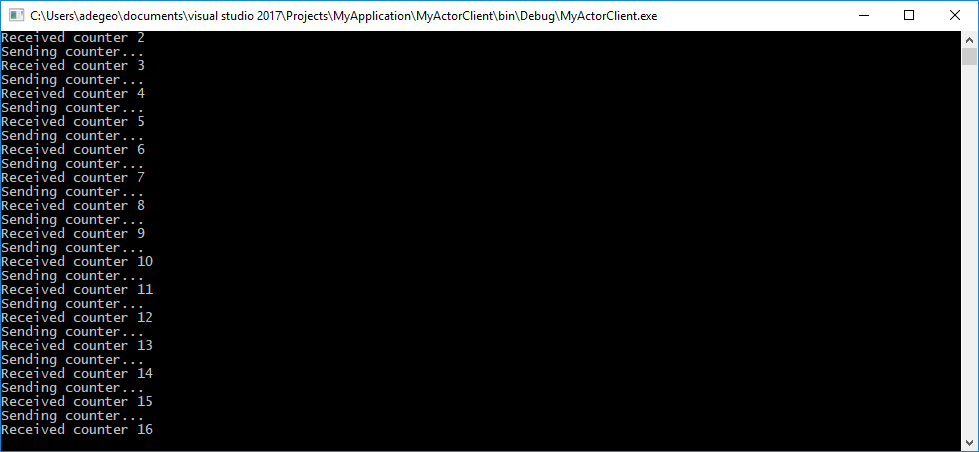 C:\Users\adegeo\documents\visual studio 2017\Projects\MyApplication\MyActorClient\bin\Debug\MyActorClient.exe
Received counter 2
Sending counter...
Received counter 3
Sending counter...
Received counter 4
Sending counter...
Received counter 5
Sending counter...
Received counter 6
Sending counter...
Received counter 7
Sending counter...
Received counter 8
Sending counter...
Received counter 9
Sending counter...
Received counter 10
Sending counter...
Received counter 11
Sending counter...
Received counter 12
Sending counter...
Received counter 13
Sending counter...
Received counter 14
Sending counter...
Received counter 15
Sending counter...
Received counter 16